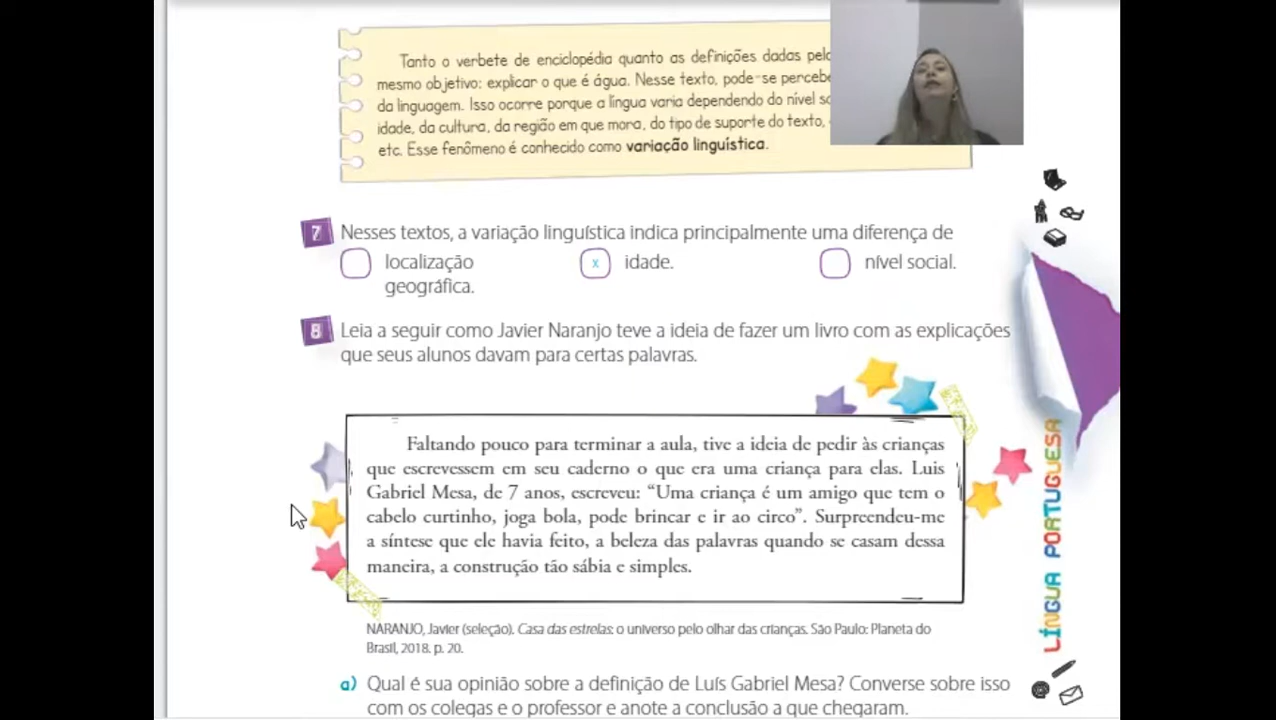 Tanto o verbete de enciclopédia quanto as definições dadas
mesmo objetivo: explicar o que é água. Nesse texto, pode-se
da linguagem. Isso ocorre porque a língua varia dependendo do nível
idade, da cultura, da região em que mora, do tipo de suporte do texto,
etc. Esse fenômeno é conhecido como variação linguística.
7 Nesses textos, a variação linguística indica principalmente uma diferença de
localização x idade. nível social.
geográfica.
8 Leia a seguir como Javier Naranjo teve a ideia de fazer um livro com as explicações
que seus alunos davam para certas palavras.
Faltando pouco para terminar a aula, tive a ideia de pedir às crianças
que escrevessem em seu caderno o que era uma criança para elas. Luis
Gabriel Mesa, de 7 anos, escreveu: “Uma criança é um amigo que tem o
cabelo curtinho, joga bola, pode brincar e ir ao circo”. Surpreendeu-me
a síntese que ele havia feito, a beleza das palavras quando se casam dessa
maneira, a construção tão sábia e simples.
NARANJO, Javier (seleção). Casa das estrelas: o universo pelo olhar das crianças. São Paulo: Planeta do
Brasil, 2018. p. 20.
a) Qual é sua opinião sobre a definição de Luís Gabriel Mesa? Converse sobre isso
com os colegas e o professor e anote a conclusão a que chegaram.
LÍNGUA PORTUGUESA